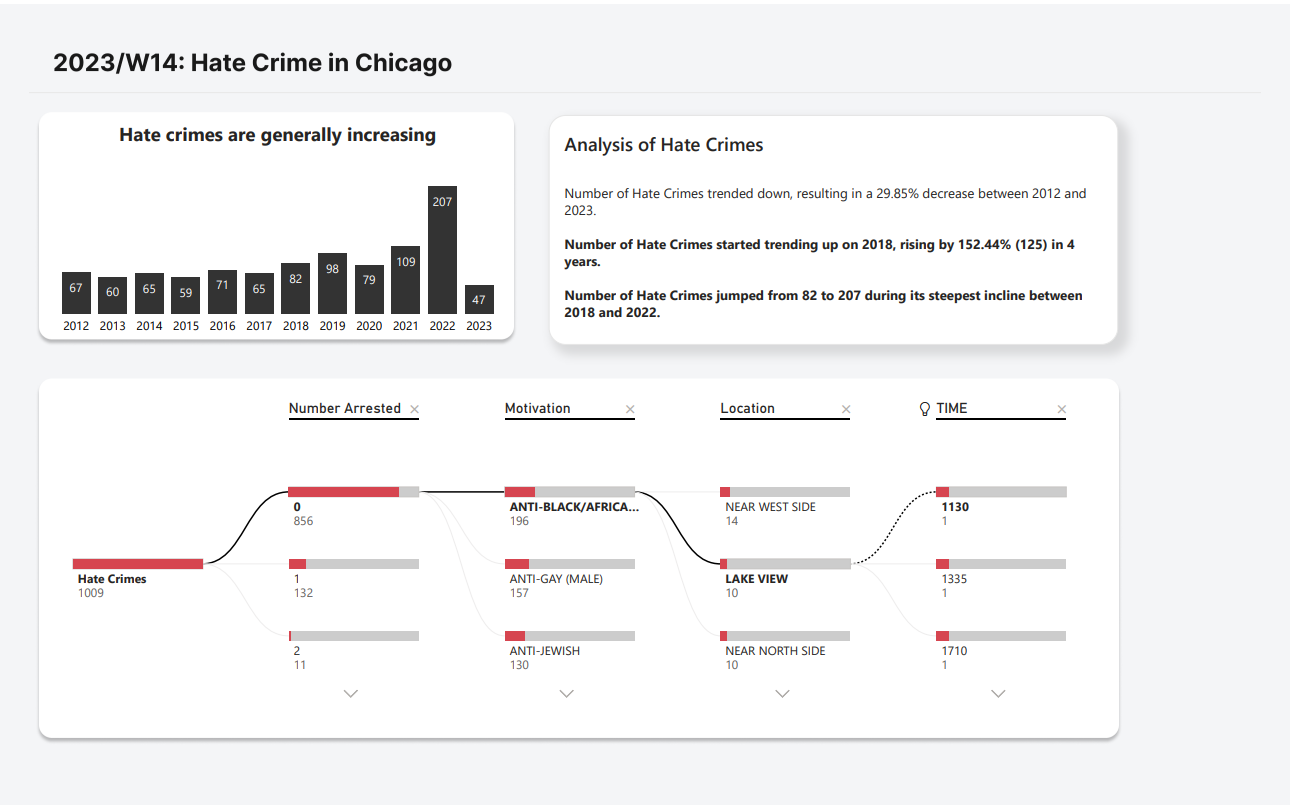 2023/W14: Hate Crime in Chicago
Hate crimes are generally increasing
67 60 65 59 71 65 82 98 79 109 207 47
2012 2013 2014 2015 2016 2017 2018 2019 2020 2021 2022 2023
Analysis of Hate Crimes
Number of Hate Crimes trended down, resulting in a 29.85% decrease between 2012 and
2023.
Number of Hate Crimes started trending up on 2018, rising by 152.44% (125) in 4
years.
Number of Hate Crimes jumped from 82 to 207 during its steepest incline between
2018 and 2022.
Number Arrested
Motivation
Location
TIME
Hate Crimes
1009
0
856
1
132
2
11
ANTI-BLACK/AFRICA...
196
ANTI-GAY (MALE)
157
ANTI-JEWISH
130
NEAR WEST SIDE
14
LAKE VIEW
10
NEAR NORTH SIDE
10
1130
1
1335
1
1710
1